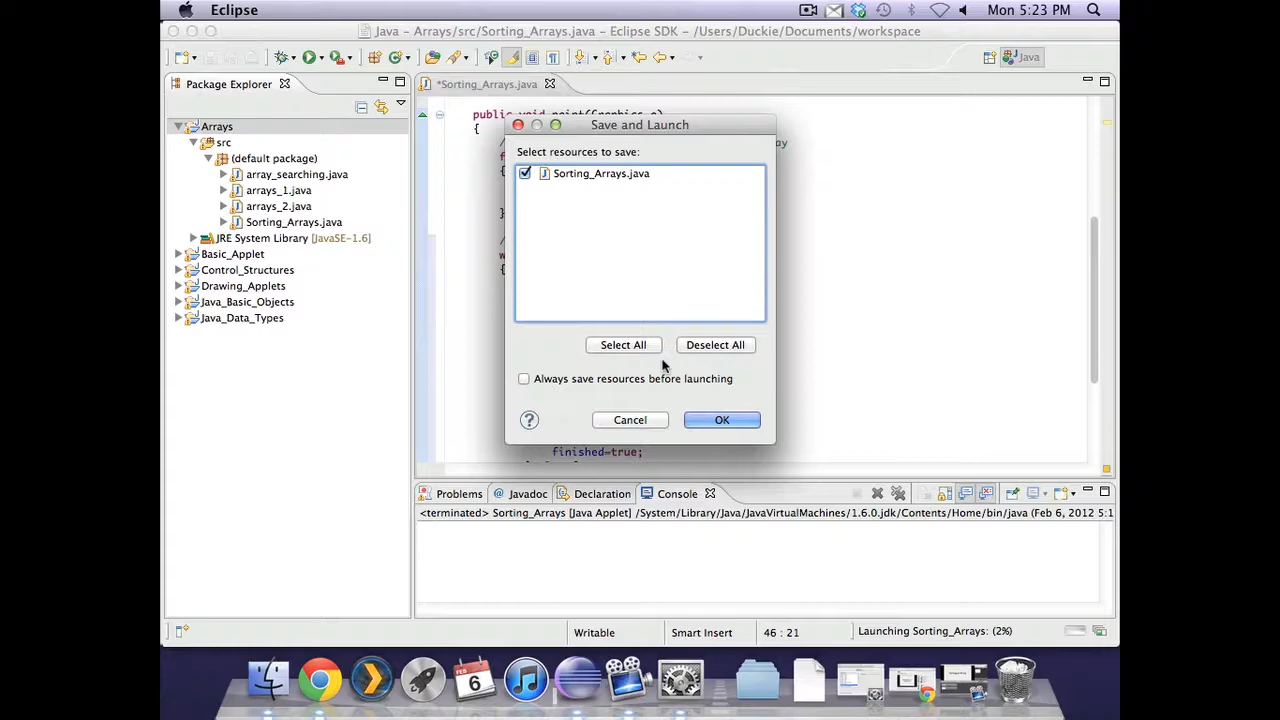 Eclipse
Mon 5:23 PM
Java - Arrays/src/Sorting_Arrays.java - Eclipse SDK - /Users/Duckie/Documents/workspace
Java
Package Explorer
*Sorting_Arrays.java
Arrays
src
(default package)
array_searching.java
arrays_1.java
arrays_2.java
Sorting_Arrays.java
JRE System Library [JavaSE-1.6]
Basic_Applet
Control_Structures
Drawing_Applets
Java_Basic_Objects
Java_Data_Types
public void paint(Graphics g)
{
Save and Launch
Select resources to save:
Sorting_Arrays.java
Select All
Deselect All
Always save resources before launching
?
Cancel
OK
finished=true;
Problems
@ Javadoc
Declaration
Console
<terminated> Sorting_Arrays [Java Applet] /System/Library/Java/JavaVirtualMachines/1.6.0.jdk/Contents/Home/bin/java (Feb 6, 2012 5:1
Writable
Smart Insert
46 : 21
Launching Sorting_Arrays: (2%)
FEB
6